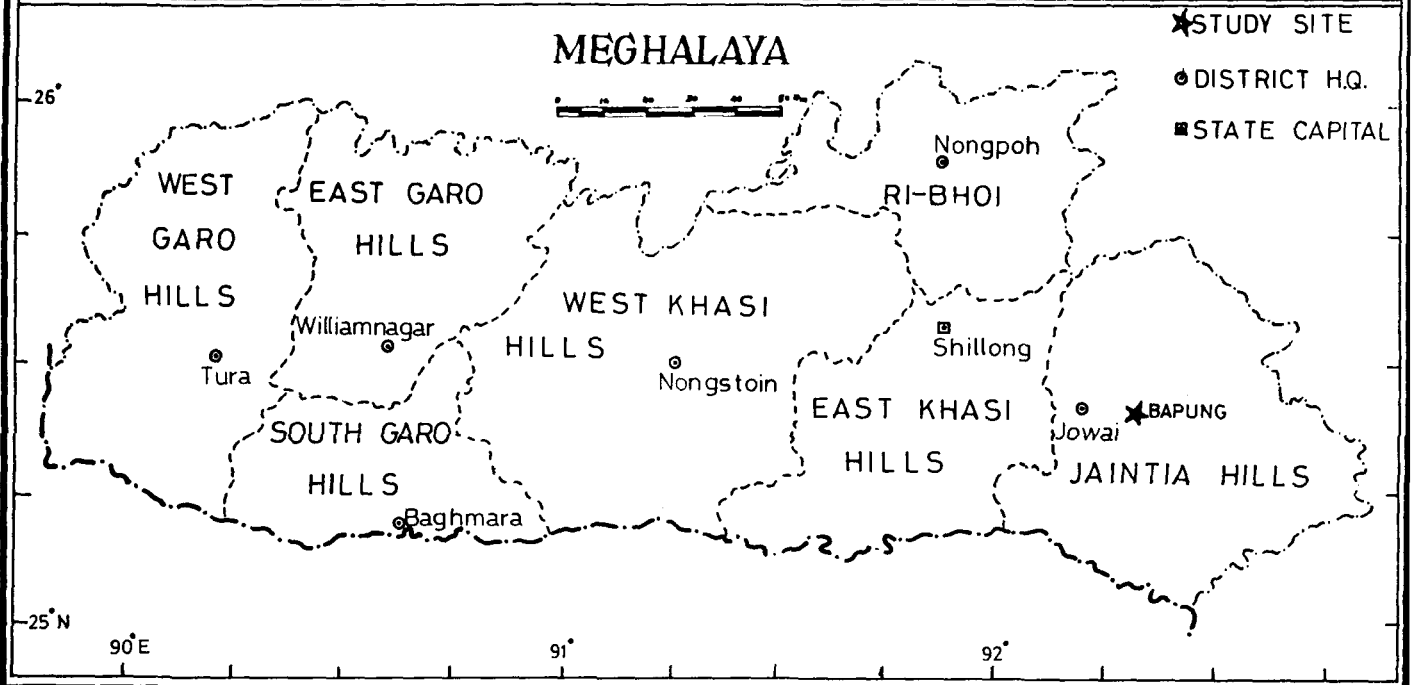 MEGHALAYA
STUDY SITE
DISTRICT H.Q.
STATE CAPITAL
26°
Nongpoh
RI-BHOI
WEST
GARO
HILLS
EAST GARO
HILLS
WEST KHASI
HILLS
Williamnagar
Tura
Shillong
Nongstoin
EAST KHASI
HILLS
Jowai
BAPUNG
JAINTIA HILLS
SOUTH GARO
HILLS
Baghmara
25° N
90° E
91°
92°